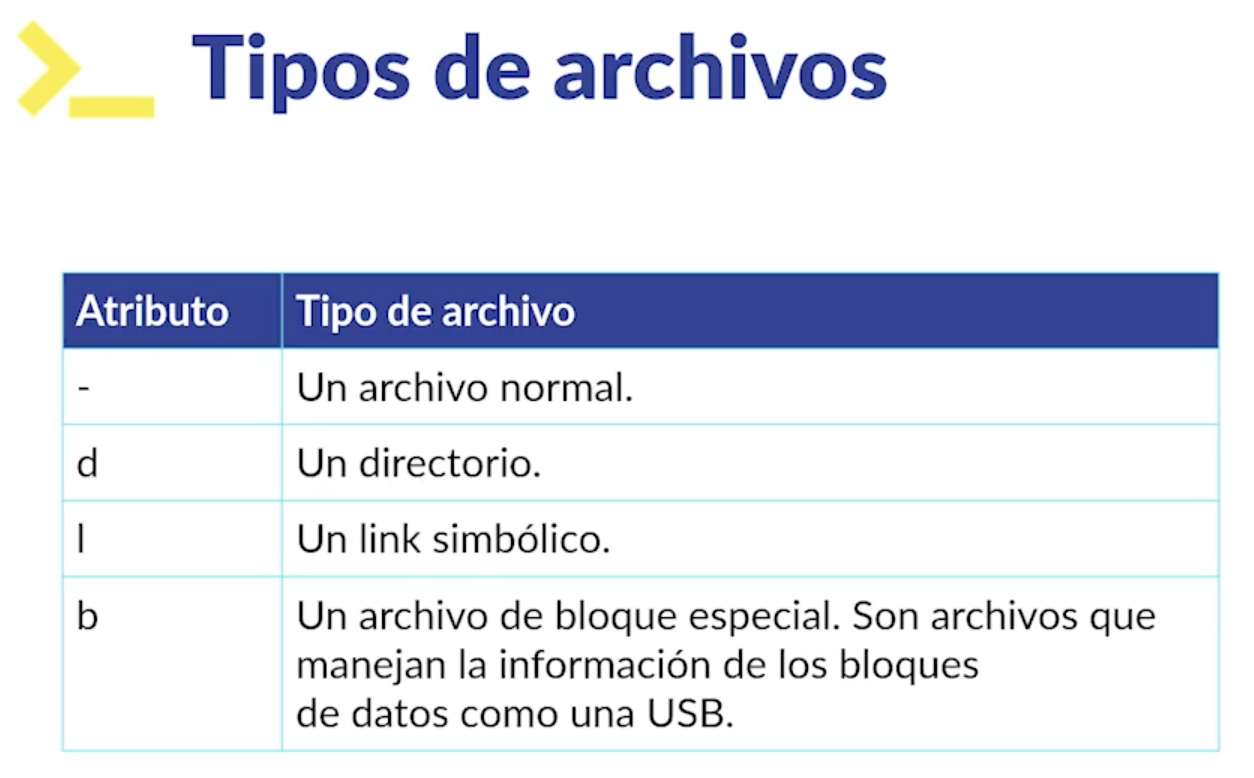 Tipos de archivos
Atributo Tipo de archivo
- Un archivo normal.
d Un directorio.
l Un link simbólico.
b Un archivo de bloque especial. Son archivos que
manejan la información de los bloques
de datos como una USB.